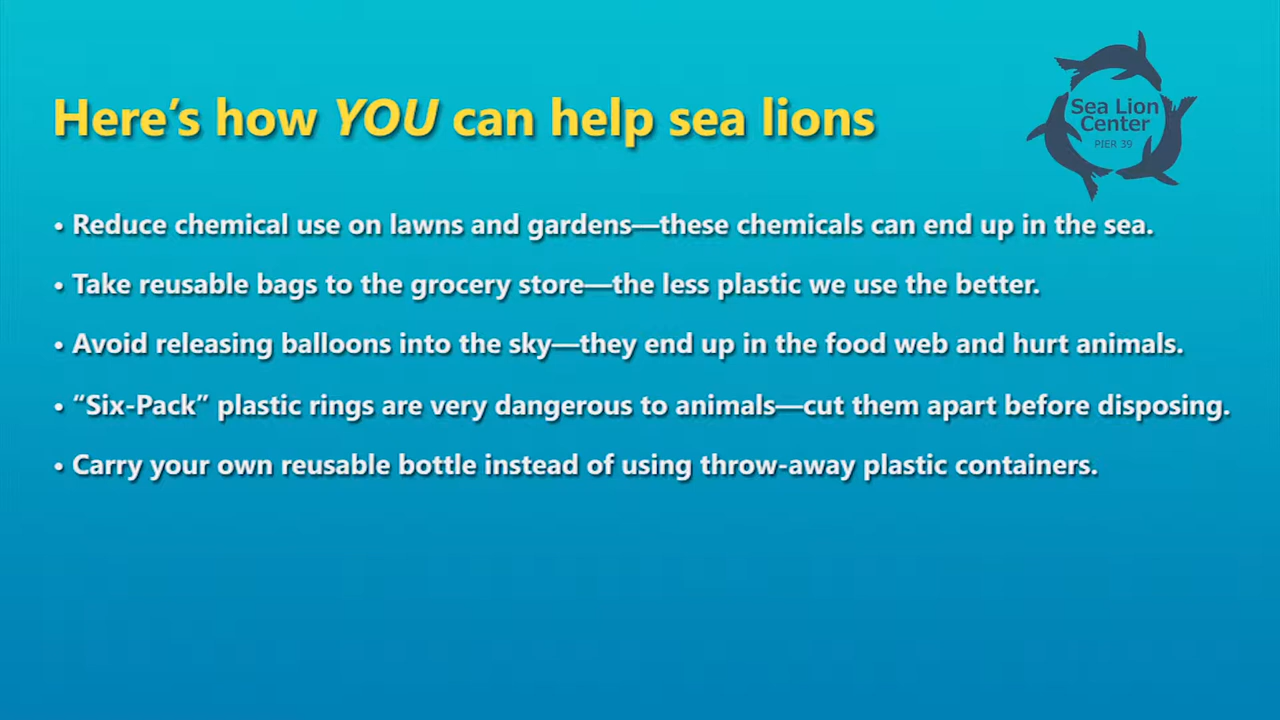 Here’s how YOU can help sea lions
Sea Lion
Center
PIER 39
• Reduce chemical use on lawns and gardens—these chemicals can end up in the sea.
• Take reusable bags to the grocery store—the less plastic we use the better.
• Avoid releasing balloons into the sky—they end up in the food web and hurt animals.
• “Six-Pack” plastic rings are very dangerous to animals—cut them apart before disposing.
• Carry your own reusable bottle instead of using throw-away plastic containers.